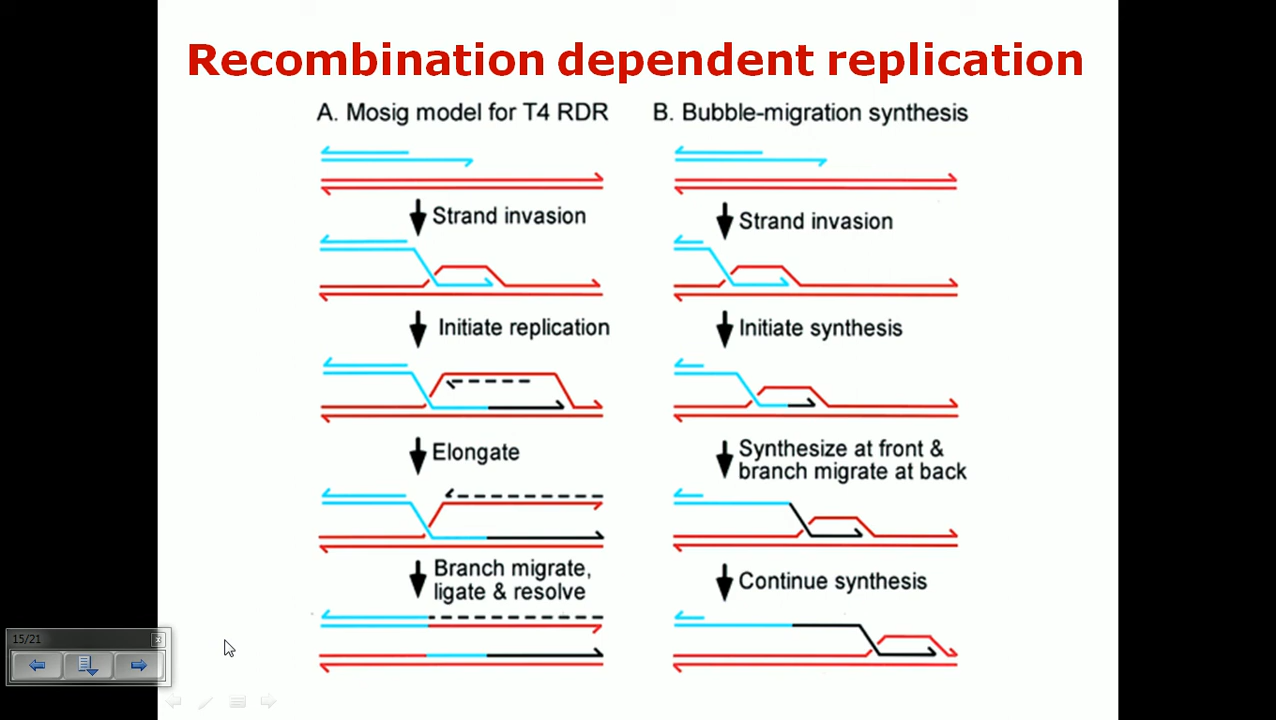 Recombination dependent replication
A. Mosig model for T4 RDR
Strand invasion
Initiate replication
Elongate
Branch migrate,
ligate & resolve
B. Bubble-migration synthesis
Strand invasion
Initiate synthesis
Synthesize at front &
branch migrate at back
Continue synthesis
15/21